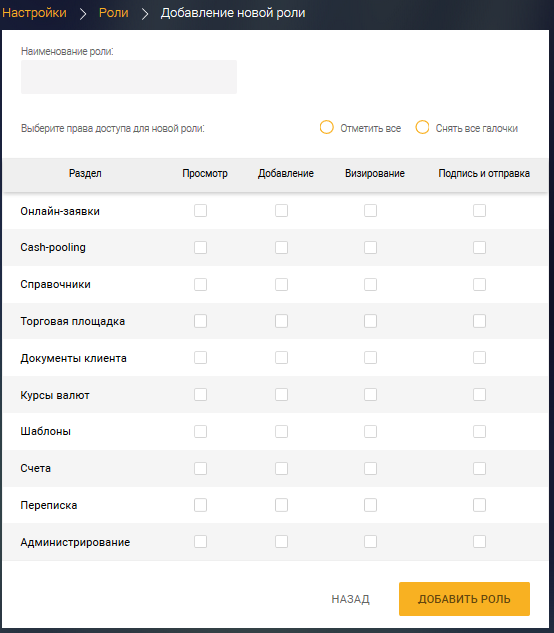 Настройки > Роли > Добавление новой роли
Наименование роли:
Выберите права доступа для новой роли: Отметить все Снять все галочки
Раздел Просмотр Добавление Визирование Подпись и отправка
Онлайн-заявки
Cash-pooling
Справочники
Торговая площадка
Документы клиента
Курсы валют
Шаблоны
Счета
Переписка
Администрирование
НАЗАД ДОБАВИТЬ РОЛЬ